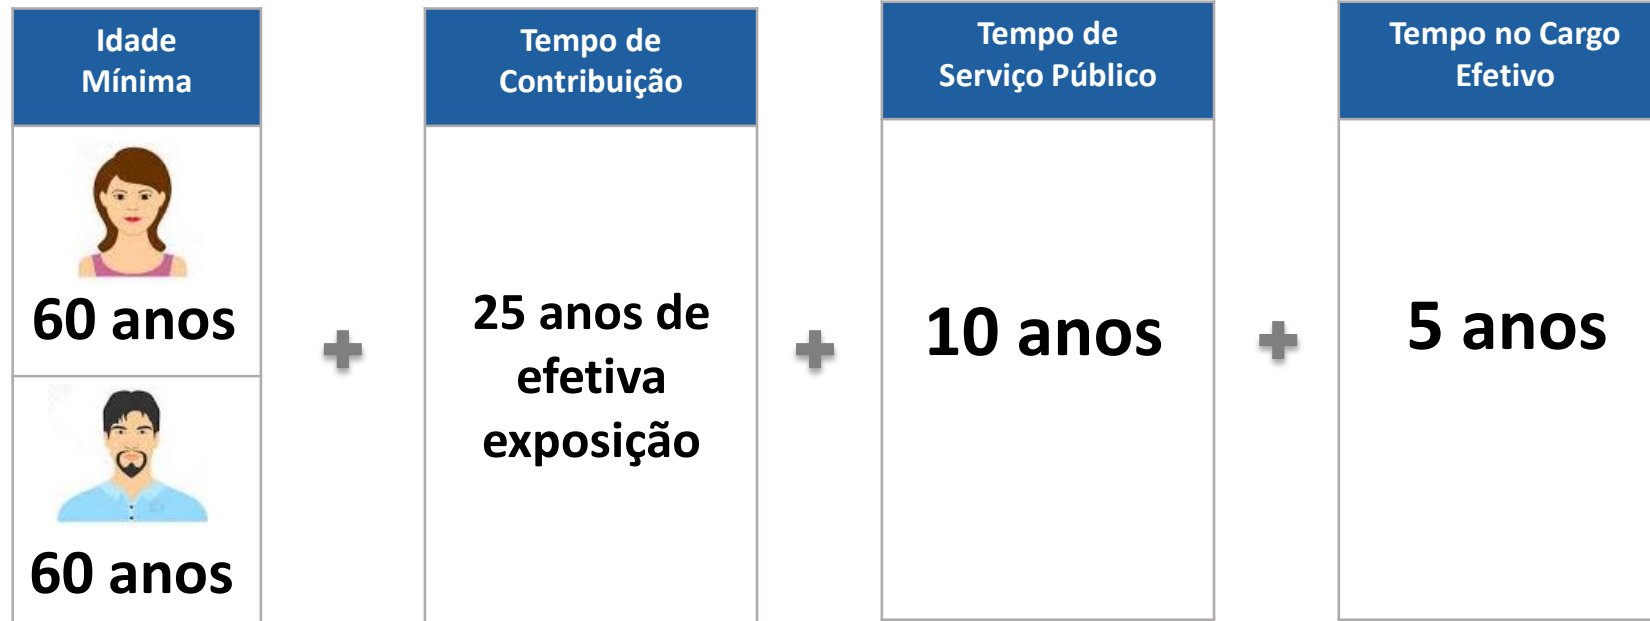 Idade
Mínima
60 anos
60 anos
Tempo de
Contribuição
25 anos de
efetiva
exposição
Tempo de
Serviço Público
10 anos
Tempo no Cargo
Efetivo
5 anos